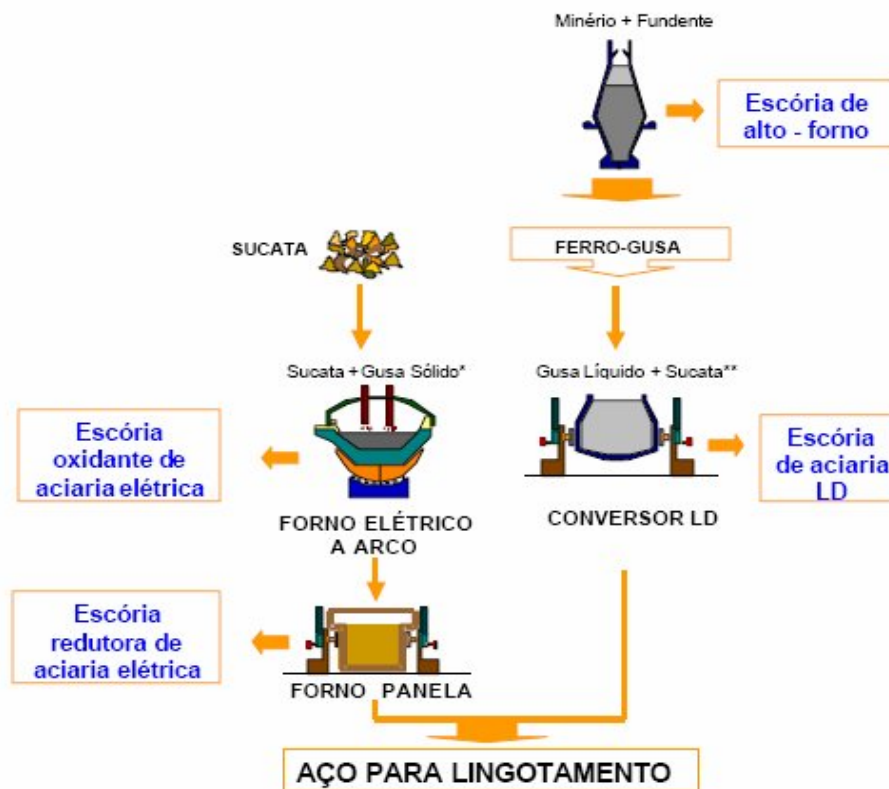 Minério + Fundente
Escória de
alto - forno
SUCATA
FERRO-GUSA
Sucata + Gusa Sólido*
Gusa Líquido + Sucata**
Escória
oxidante de
aciaria elétrica
Escória
de aciaria
LD
FORNO ELÉTRICO
A ARCO
CONVERSOR LD
Escória
redutora de
aciaria elétrica
FORNO PANELA
AÇO PARA LINGOTAMENTO